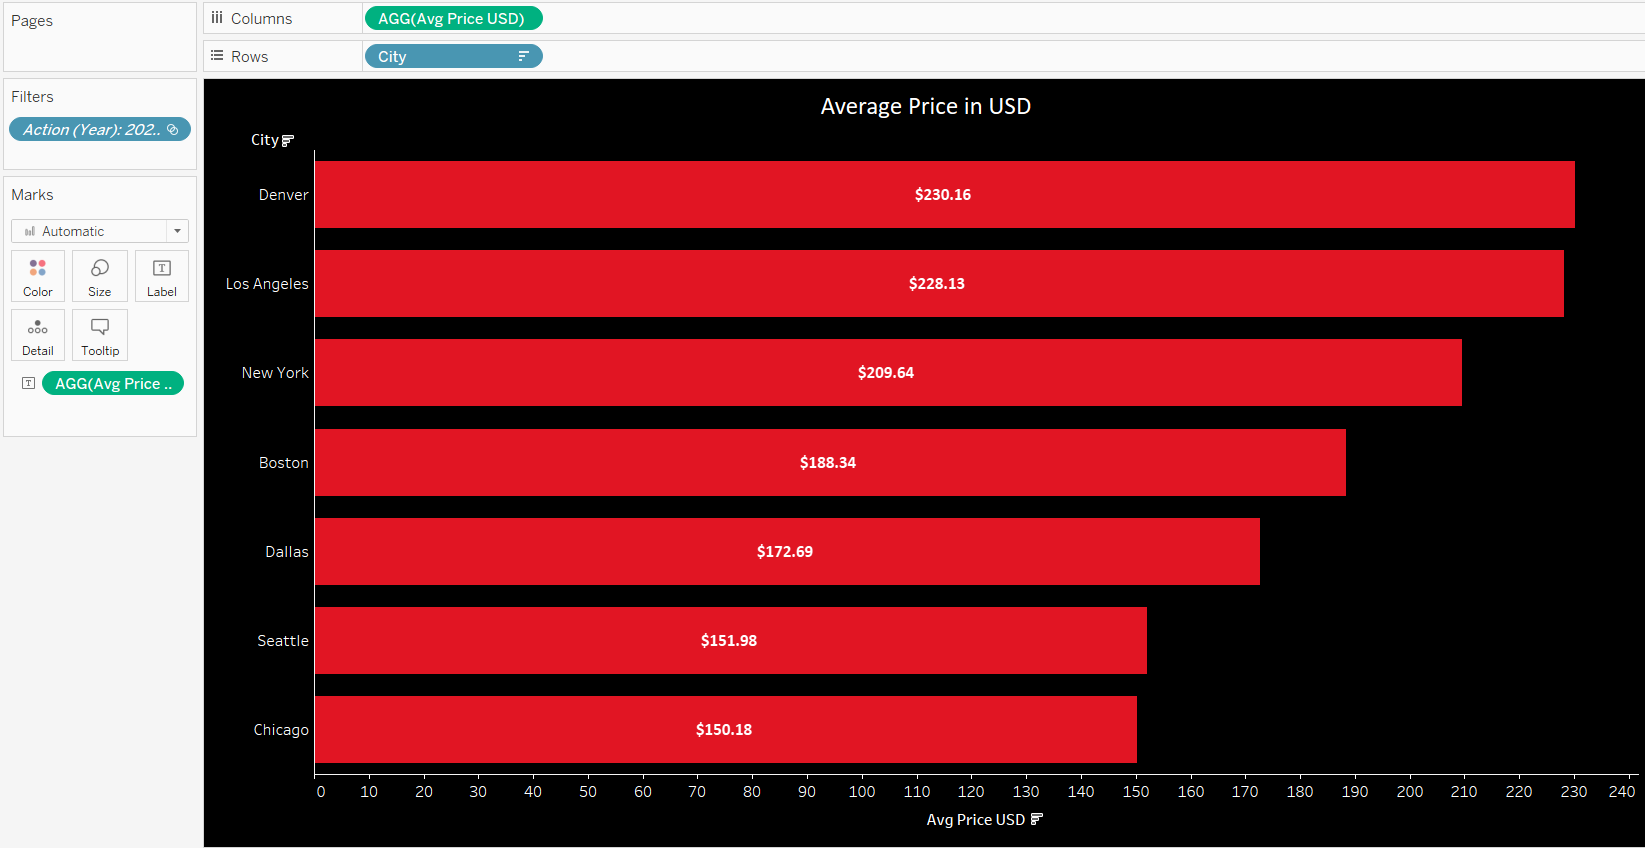 Pages
Columns
AGG(Avg Price USD)
Rows
City
Filters
Action (Year): 202..
Marks
Automatic
Color
Size
Label
Detail
Tooltip
T
AGG(Avg Price ..
Average Price in USD
City
Denver
$230.16
Los Angeles
$228.13
New York
$209.64
Boston
$188.34
Dallas
$172.69
Seattle
$151.98
Chicago
$150.18
0 10 20 30 40 50 60 70 80 90 100 110 120 130 140 150 160 170 180 190 200 210 220 230 240
Avg Price USD